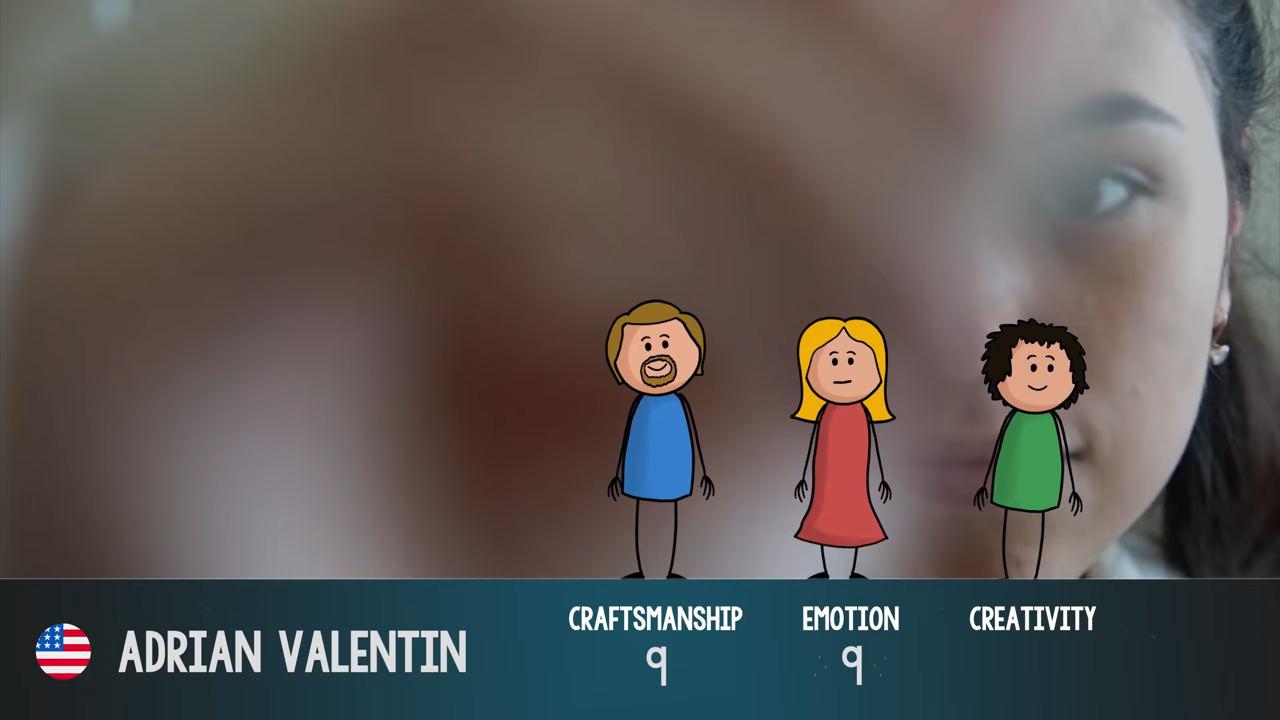 ADRIAN VALENTIN
CRAFTSMANSHIP
9
EMOTION
9
CREATIVITY